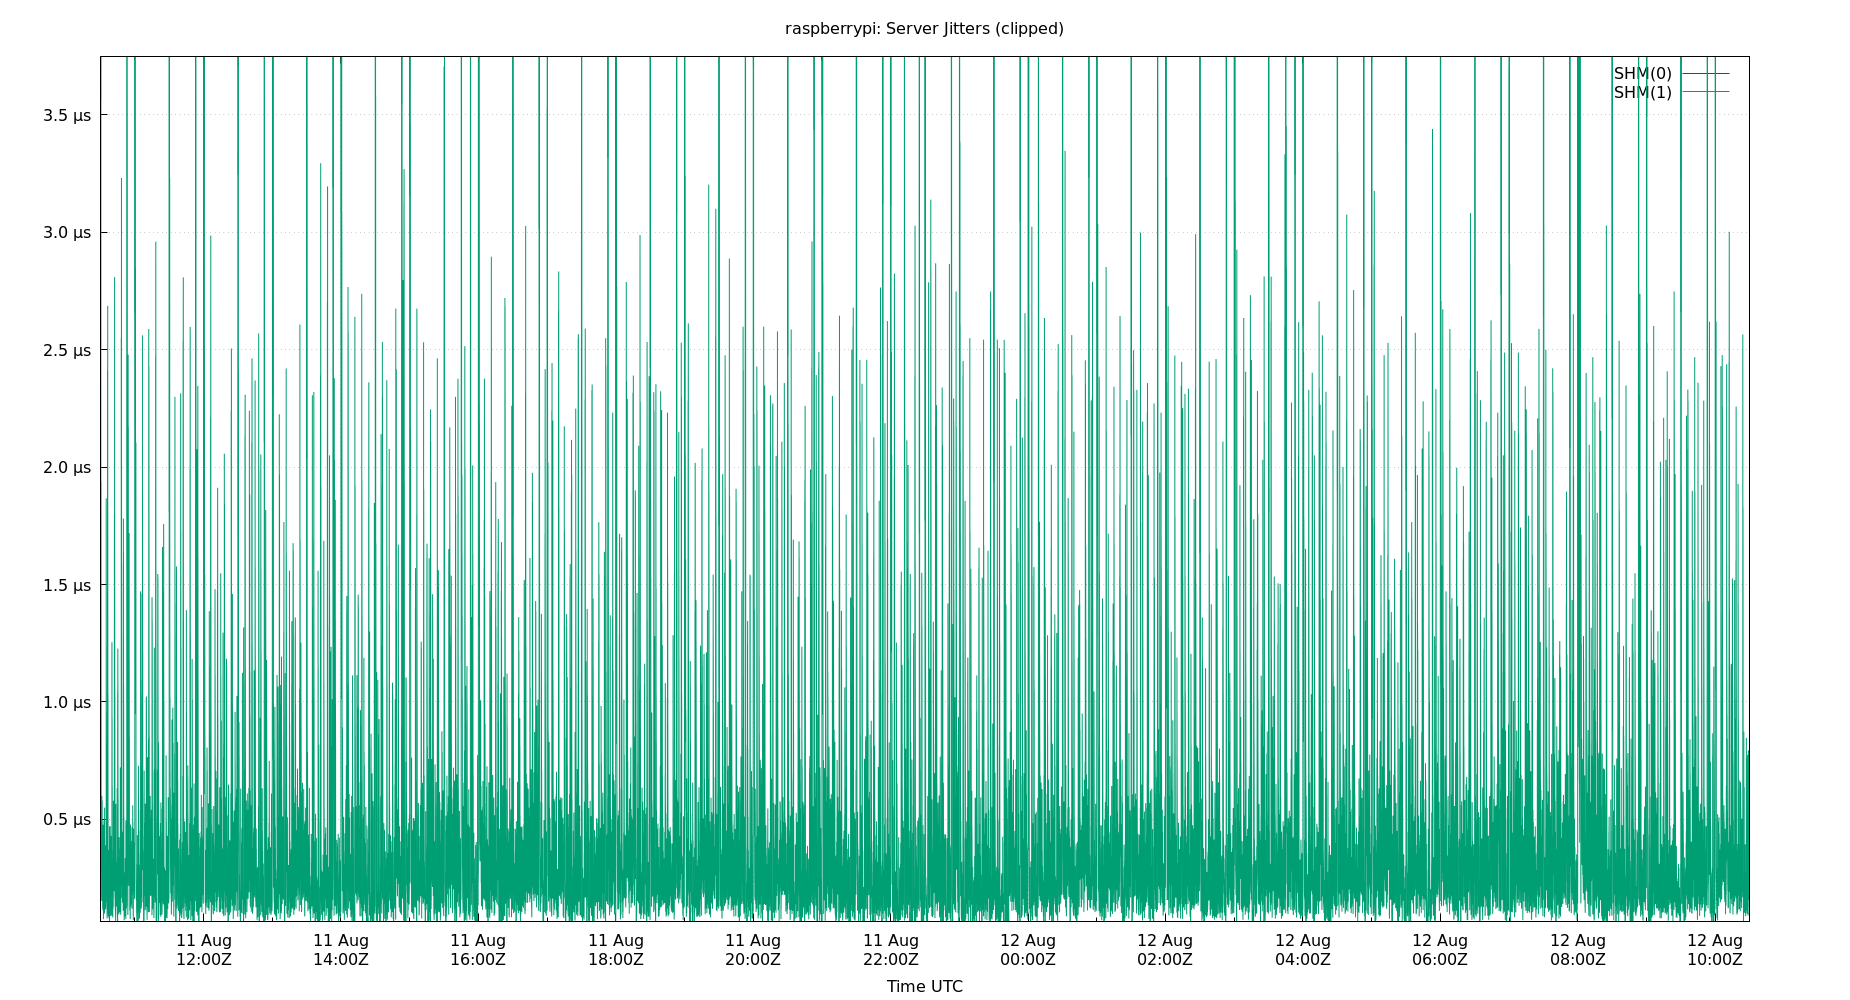 raspberrypi: Server Jitters (clipped)
SHM(0)
SHM(1)
3.5 µs
3.0 µs
2.5 µs
2.0 µs
1.5 µs
1.0 µs
0.5 µs
11 Aug 11 Aug 11 Aug 11 Aug 11 Aug 11 Aug 12 Aug 12 Aug 12 Aug 12 Aug 12 Aug 12 Aug
12:00Z 14:00Z 16:00Z 18:00Z 20:00Z 22:00Z 00:00Z 02:00Z 04:00Z 06:00Z 08:00Z 10:00Z
Time UTC